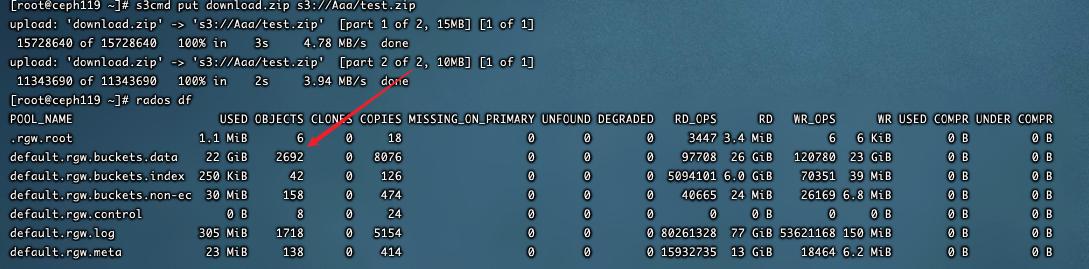 [root@ceph119 ~]# s3cmd put download.zip s3://Aaa/test.zip
upload: 'download.zip' -> 's3://Aaa/test.zip'  [part 1 of 2, 15MB] [1 of 1]
 15728640 of 15728640   100% in    3s     4.78 MB/s  done
upload: 'download.zip' -> 's3://Aaa/test.zip'  [part 2 of 2, 10MB] [1 of 1]
 11343690 of 11343690   100% in    2s     3.94 MB/s  done
[root@ceph119 ~]# rados df
POOL_NAME                     USED OBJECTS CLONES COPIES MISSING_ON_PRIMARY UNFOUND DEGRADED   RD_OPS      RD   WR_OPS      WR USED COMPR UNDER COMPR
.rgw.root                  1.1 MiB       6      0     18                  0       0        0     3447 3.4 MiB        6   6 KiB        0 B         0 B
default.rgw.buckets.data    22 GiB    2692      0   8076                  0       0        0    97708  26 GiB   120780  23 GiB        0 B         0 B
default.rgw.buckets.index  250 KiB      42      0    126                  0       0        0  5094101 6.0 GiB    70351  39 MiB        0 B         0 B
default.rgw.buckets.non-ec  30 MiB     158      0    474                  0       0        0    40665  24 MiB    26169 6.8 MiB        0 B         0 B
default.rgw.control            0 B       8      0     24                  0       0        0        0     0 B        0     0 B        0 B         0 B
default.rgw.log            305 MiB    1718      0   5154                  0       0        0 80261328  77 GiB 53621168 150 MiB        0 B         0 B
default.rgw.meta            23 MiB     138      0    414                  0       0        0 15932735  13 GiB    18464 6.2 MiB        0 B         0 B